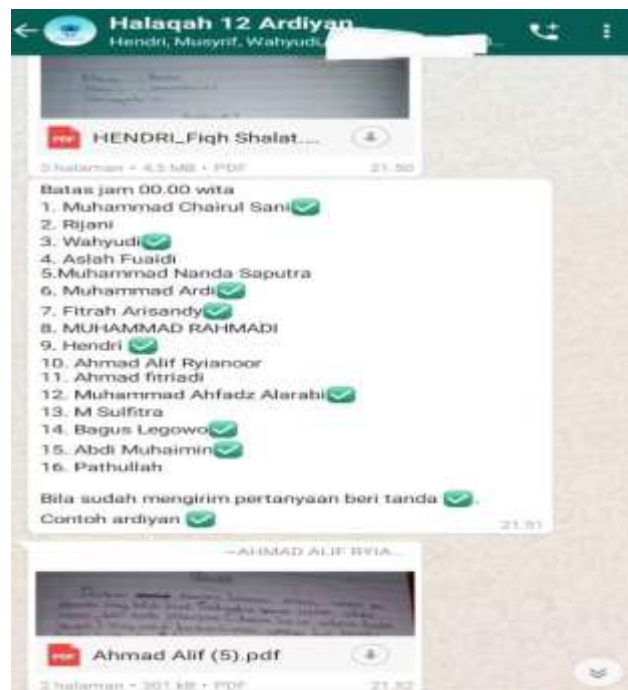 Halaqah 12 Ardiyan...
Hendri, Musyrif, Wahyudi,
PDF HENDRI_Fiqh Shalat....
5 halaman • 4,5 MB • PDF 21.50
Batas jam 00.00 wita
1. Muhammad Chairul Sani✅
2. Rijani
3. Wahyudi✅
4. Aslah Fuaidi
5.Muhammad Nanda Saputra
6. Muhammad Ardi✅
7. Fitrah Arisandy✅
8. MUHAMMAD RAHMADI
9. Hendri ✅
10. Ahmad Alif Ryianoor
11. Ahmad fitriadi
12. Muhammad Ahfadz Alarabi✅
13. M Sulfitra
14. Bagus Legowo✅
15. Abdi Muhaimin✅
16. Pathullah
Bila sudah mengirim pertanyaan beri tanda ✅.
Contoh ardiyan ✅
21.51
~AHMAD ALIF RYIA...
PDF Ahmad Alif (5).pdf
2 halaman • 201 kB • PDF 21.52